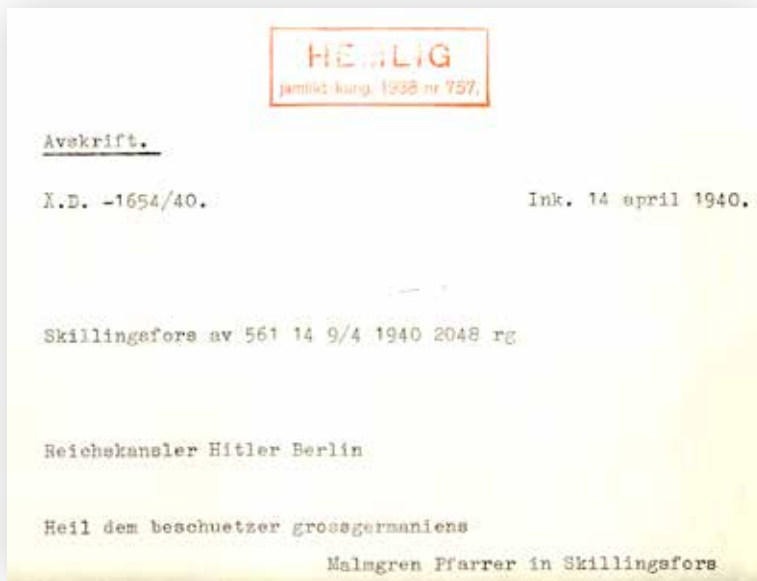 HEMLIG
jämlikt kung. 1938 nr 757.
Avskrift.
X.D. -1654/40.
Ink. 14 april 1940.
Skillingsfors av 561 14 9/4 1940 2048 rg
Reichskansler Hitler Berlin
Heil dem beschuetzer grossgermaniens
Malmgren Pfarrer in Skillingsfors